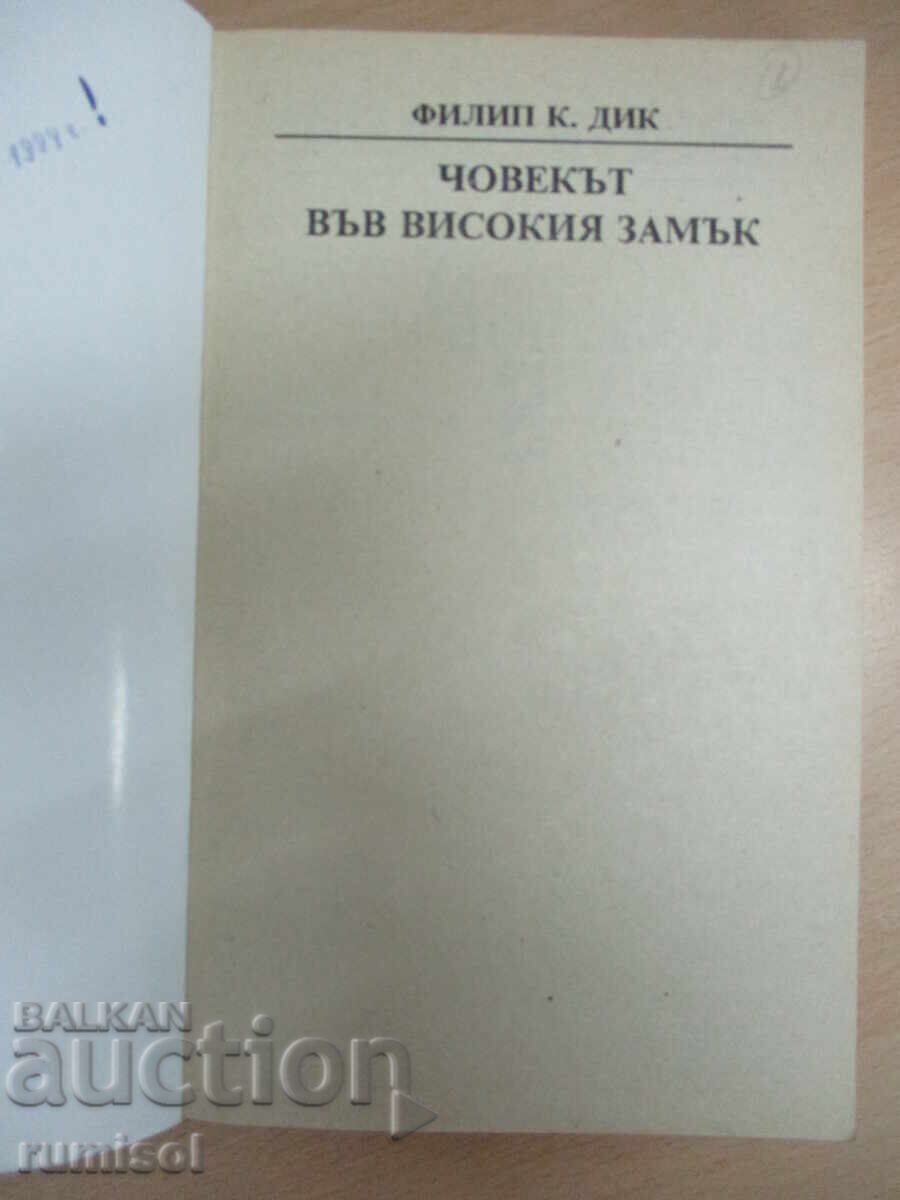 !
ФИЛИП К. ДИК
ЧОВЕКЪТ
ВЪВ ВИСОКИЯ ЗАМЪК
BALKAN
auction
rumisol